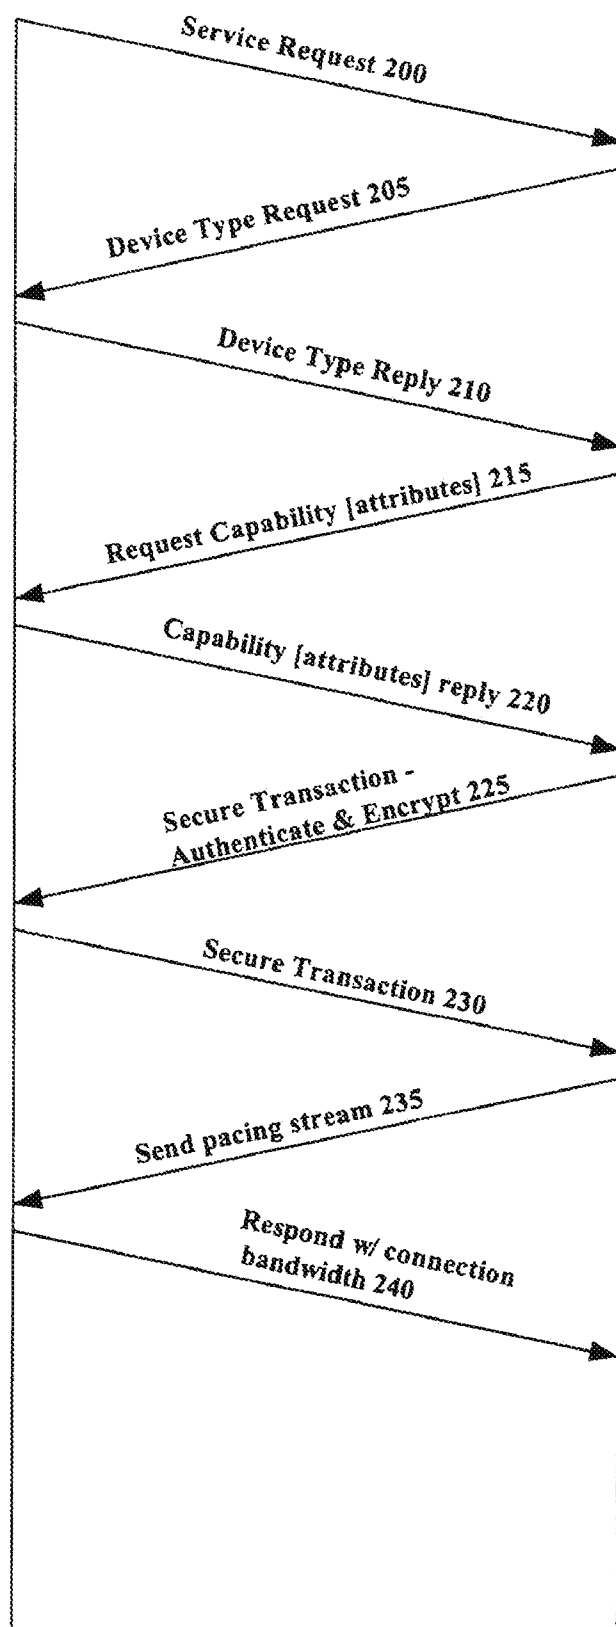 Service Request 200
Device Type Request 205
Device Type Reply 210
Request Capability [attributes] 215
Capability [attributes] reply 220
Secure Transaction -
Authenticate & Encrypt 225
Secure Transaction 230
Send pacing stream 235
Respond w/ connection
bandwidth 240